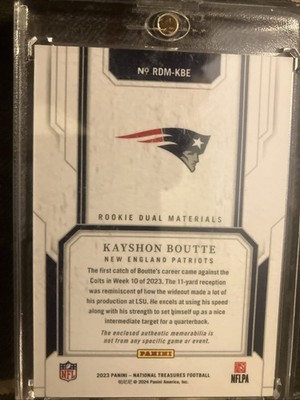 Nº RDM-KBE
ROOKIE DUAL MATERIALS
KAYSHON BOUTTE
NEW ENGLAND PATRIOTS
The first catch of Boutte's career came against the
Colts in Week 10 of 2023. The 11-yard reception
was reminiscent of how the wideout made a lot of
his production at LSU. He excels at using his speed
along with his strength to set himself up as a nice
intermediate target for a quarterback.
The enclosed authentic memorabilia is
not from any specific game or event.
PANINI
NFL
2023 PANINI - NATIONAL TREASURES FOOTBALL
© 2024 Panini America, Inc.
NFLPA